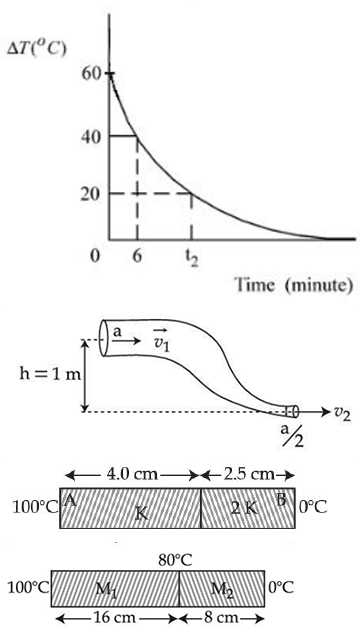 ΔT(°C)
60
40
20
0 6 t₂
Time (minute)
a v⃗₁
h = 1 m
v₂
a/2
4.0 cm 2.5 cm
100°C A K 2 K B 0°C
80°C
100°C M₁ M₂ 0°C
16 cm 8 cm